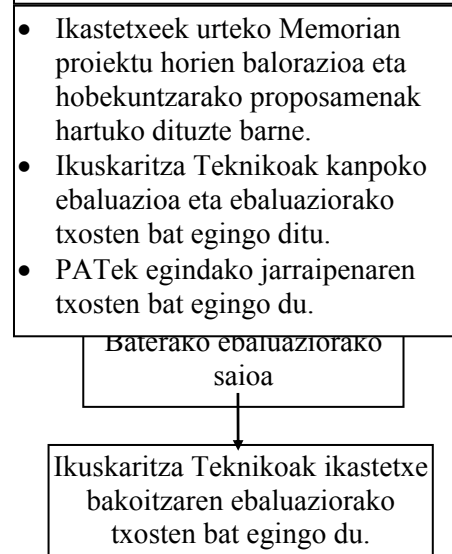 • Ikastetxeek urteko Memorian
proiektu horien balorazioa eta
hobekuntzarako proposamenak
hartuko dituzte barne.
• Ikuskaritza Teknikoak kanpoko
ebaluazioa eta ebaluaziorako
txosten bat egingo ditu.
• PATek egindako jarraipenaren
txosten bat egingo du.
Baterako ebaluaziorako
saioa
Ikuskaritza Teknikoak ikastetxe
bakoitzaren ebaluaziorako
txosten bat egingo du.